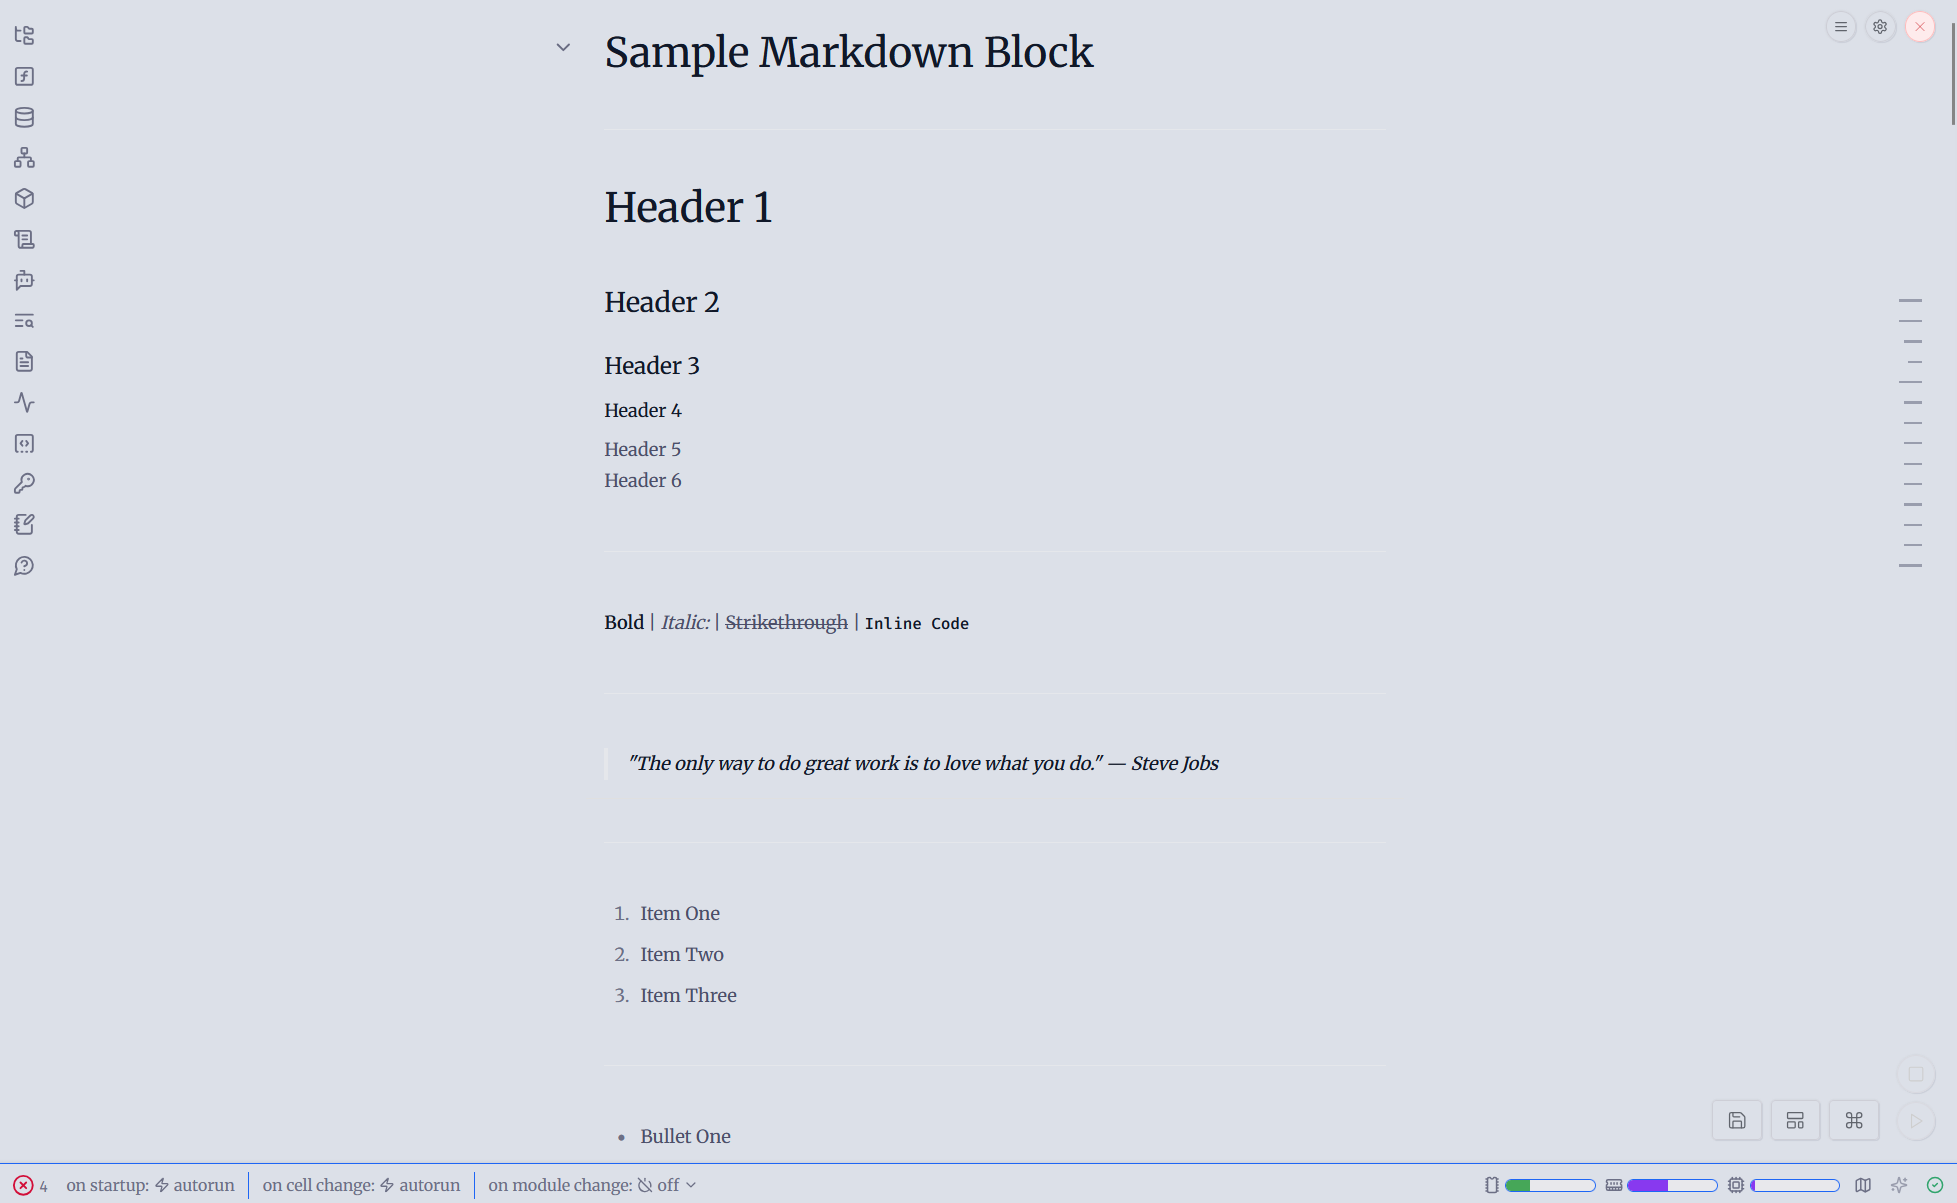 Sample Markdown Block
Header 1
Header 2
Header 3
Header 4
Header 5
Header 6
Bold | Italic: | Strikethrough | Inline Code
"The only way to do great work is to love what you do." — Steve Jobs
1. Item One
2. Item Two
3. Item Three
• Bullet One
4 on startup: autorun on cell change: autorun on module change: off